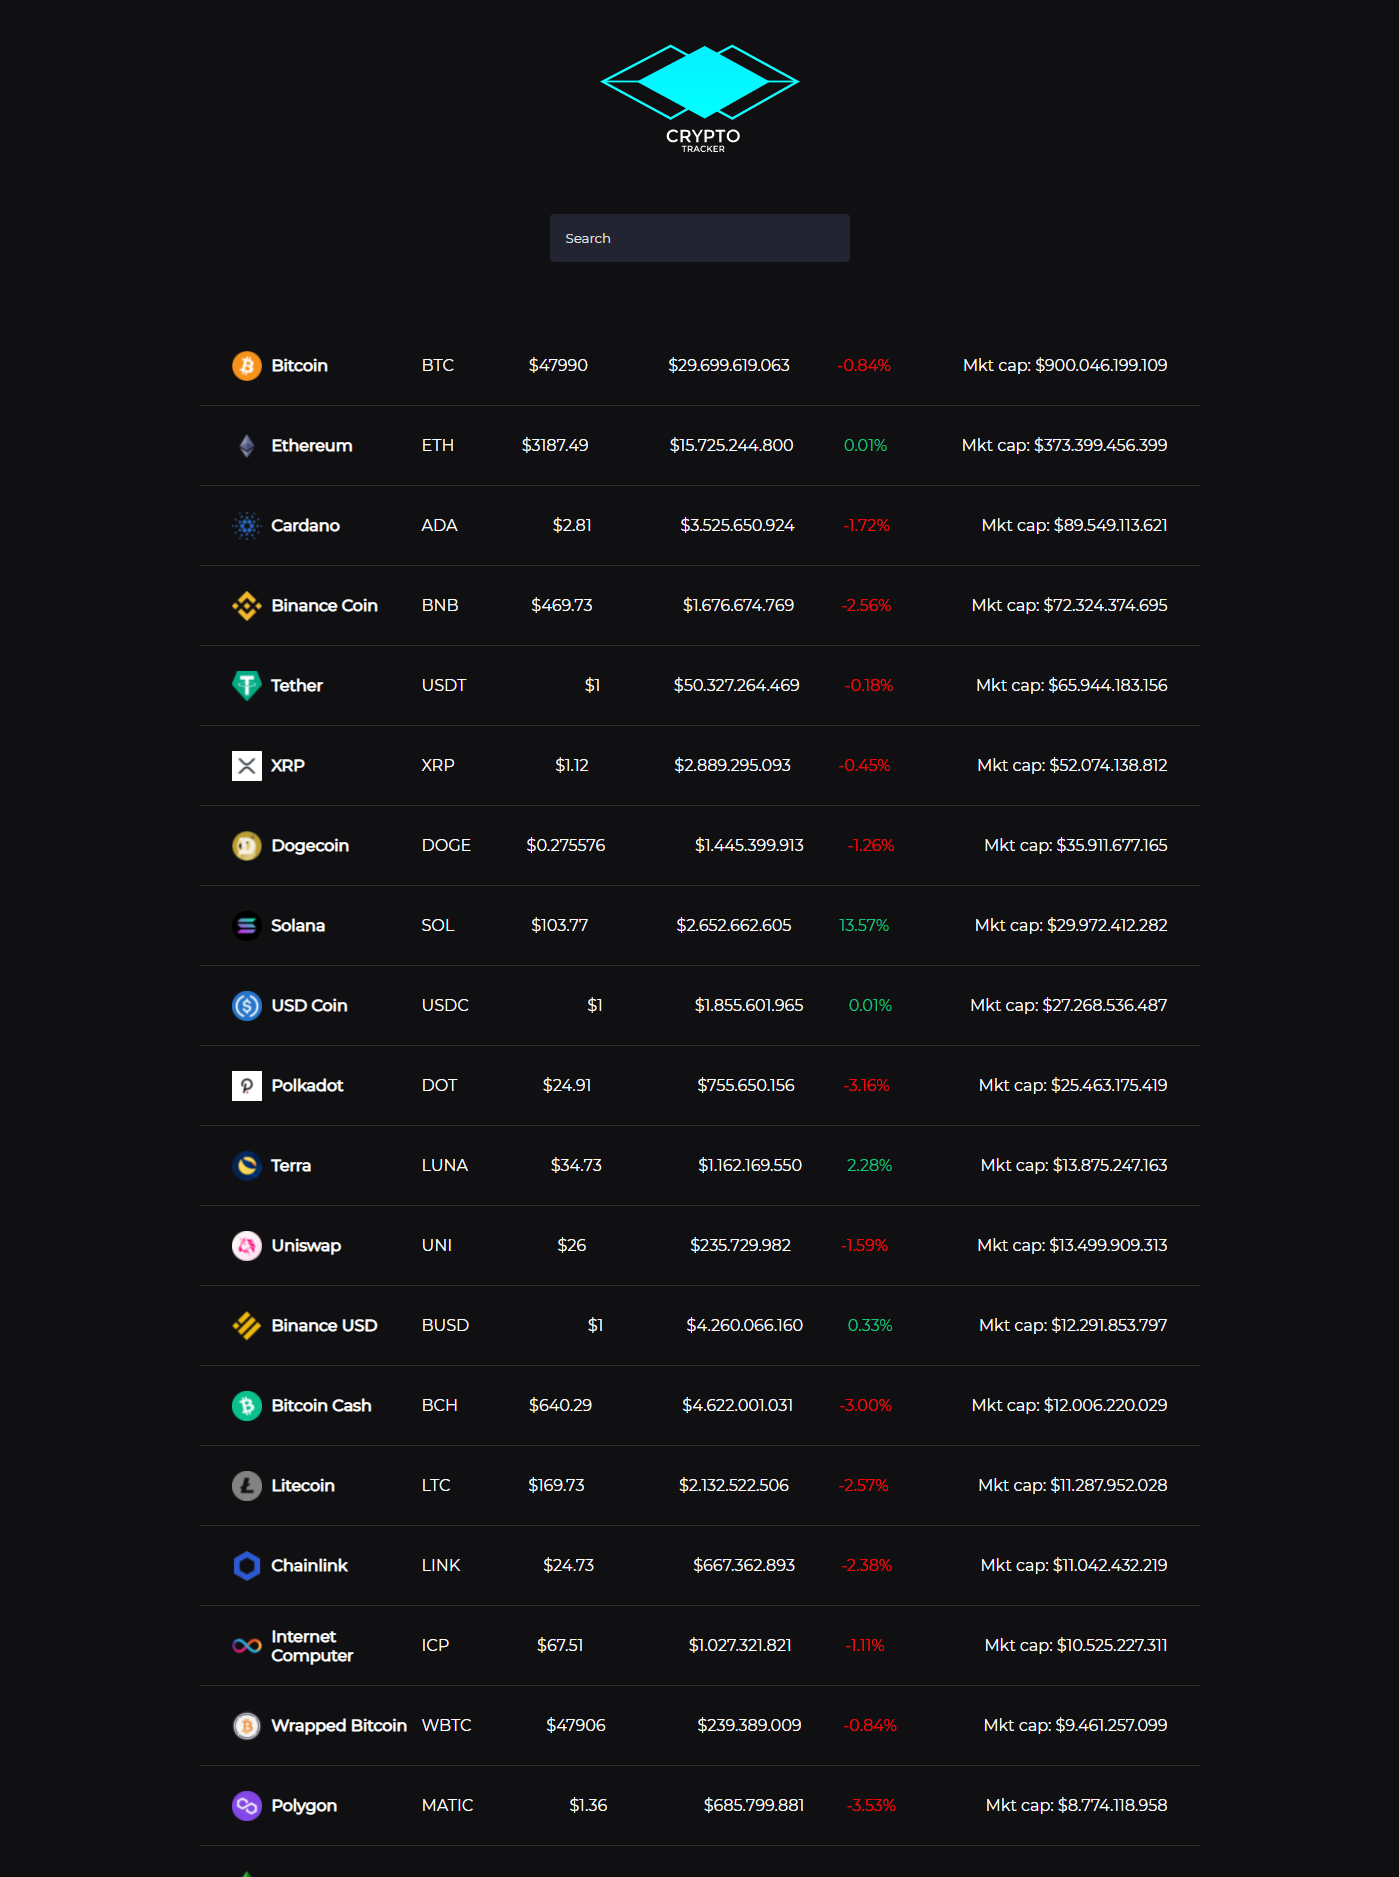 CRYPTO
TRACKER
Search
Bitcoin BTC $47990 $29.699.619.063 -0.84% Mkt cap: $900.046.199.109
Ethereum ETH $3187.49 $15.725.244.800 0.01% Mkt cap: $373.399.456.399
Cardano ADA $2.81 $3.525.650.924 -1.72% Mkt cap: $89.549.113.621
Binance Coin BNB $469.73 $1.676.674.769 -2.56% Mkt cap: $72.324.374.695
Tether USDT $1 $50.327.264.469 -0.18% Mkt cap: $65.944.183.156
XRP XRP $1.12 $2.889.295.093 -0.45% Mkt cap: $52.074.138.812
Dogecoin DOGE $0.275576 $1.445.399.913 -1.26% Mkt cap: $35.911.677.165
Solana SOL $103.77 $2.652.662.605 13.57% Mkt cap: $29.972.412.282
USD Coin USDC $1 $1.855.601.965 0.01% Mkt cap: $27.268.536.487
Polkadot DOT $24.91 $755.650.156 -3.16% Mkt cap: $25.463.175.419
Terra LUNA $34.73 $1.162.169.550 2.28% Mkt cap: $13.875.247.163
Uniswap UNI $26 $235.729.982 -1.59% Mkt cap: $13.499.909.313
Binance USD BUSD $1 $4.260.066.160 0.33% Mkt cap: $12.291.853.797
Bitcoin Cash BCH $640.29 $4.622.001.031 -3.00% Mkt cap: $12.006.220.029
Litecoin LTC $169.73 $2.132.522.506 -2.57% Mkt cap: $11.287.952.028
Chainlink LINK $24.73 $667.362.893 -2.38% Mkt cap: $11.042.432.219
Internet
Computer ICP $67.51 $1.027.321.821 -1.11% Mkt cap: $10.525.227.311
Wrapped Bitcoin WBTC $47906 $239.389.009 -0.84% Mkt cap: $9.461.257.099
Polygon MATIC $1.36 $685.799.881 -3.53% Mkt cap: $8.774.118.958